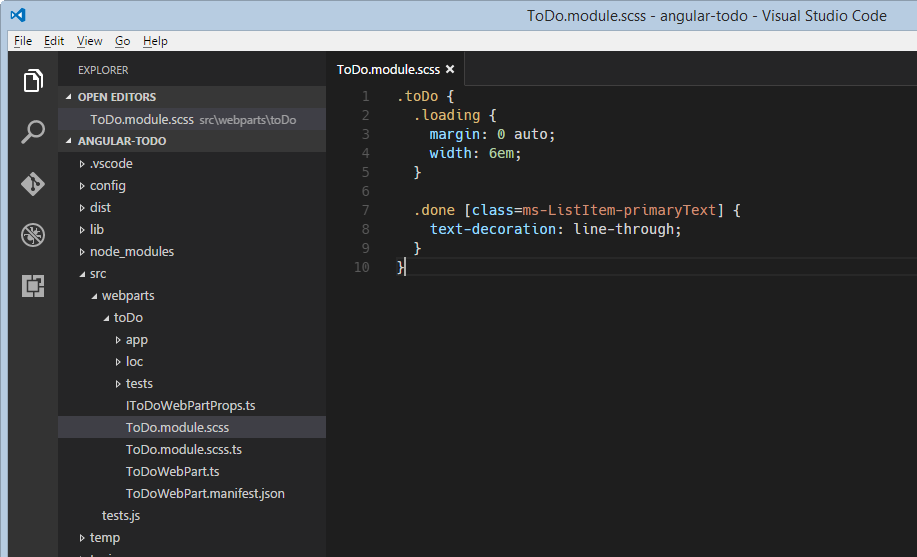 ToDo.module.scss - angular-todo - Visual Studio Code
File Edit View Go Help
EXPLORER
OPEN EDITORS
ToDo.module.scss src\webparts\toDo
ANGULAR-TODO
.vscode
config
dist
lib
node_modules
src
webparts
toDo
app
loc
tests
IToDoWebPartProps.ts
ToDo.module.scss
ToDo.module.scss.ts
ToDoWebPart.ts
ToDoWebPart.manifest.json
tests.js
temp
ToDo.module.scss
1 .toDo {
2 .loading {
3 margin: 0 auto;
4 width: 6em;
5 }
6
7 .done [class=ms-ListItem-primaryText] {
8 text-decoration: line-through;
9 }
10 }